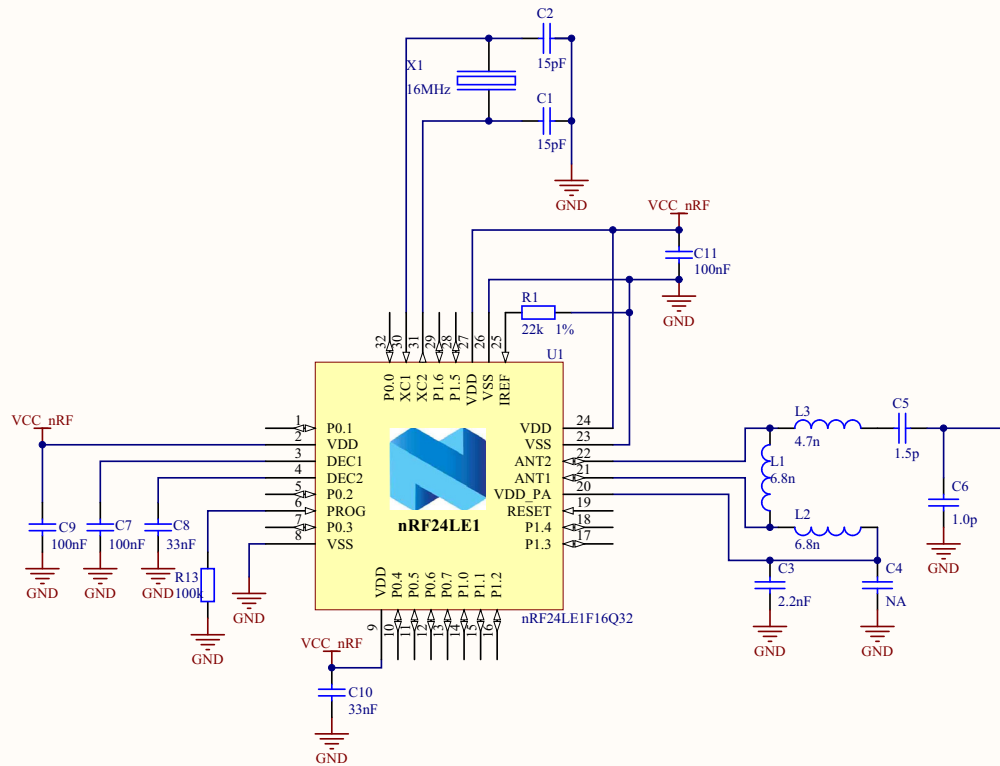 C2
15pF
X1
16MHz
C1
15pF
GND
VCC_nRF
C11
100nF
GND
R1
22k 1%
U1
32
30
31
29
28
27
26
25
P0.0
XC1
XC2
P1.6
P1.5
VDD
VSS
IREF
VCC_nRF
1 P0.1
2 VDD
3 DEC1
4 DEC2
5 P0.2
6 PROG
7 P0.3
8 VSS
VDD 24
VSS 23
ANT2 22
ANT1 21
VDD_PA 20
RESET 19
P1.4 18
P1.3 17
nRF24LE1
C9
100nF
GND
C7
100nF
GND
C8
33nF
GND
R13
100k
GND
GND
VDD
P0.4
P0.5
P0.6
P0.7
P1.0
P1.1
P1.2
9
10
11
12
13
14
15
16
nRF24LE1F16Q32
VCC_nRF
C10
33nF
GND
L3
4.7n
C5
1.5p
L1
6.8n
L2
6.8n
C6
1.0p
GND
C3
2.2nF
GND
C4
NA
GND